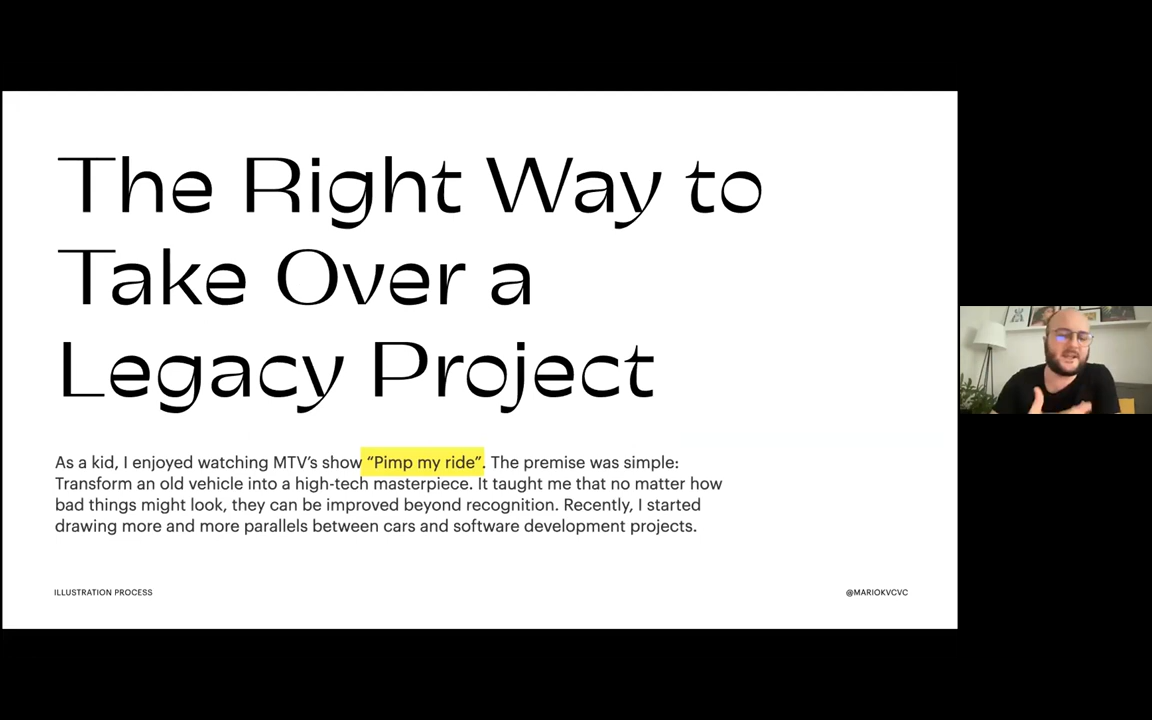 The Right Way to
Take Over a
Legacy Project
As a kid, I enjoyed watching MTV’s show “Pimp my ride”. The premise was simple:
Transform an old vehicle into a high-tech masterpiece. It taught me that no matter how
bad things might look, they can be improved beyond recognition. Recently, I started
drawing more and more parallels between cars and software development projects.
ILLUSTRATION PROCESS
@MARIOKVCVC